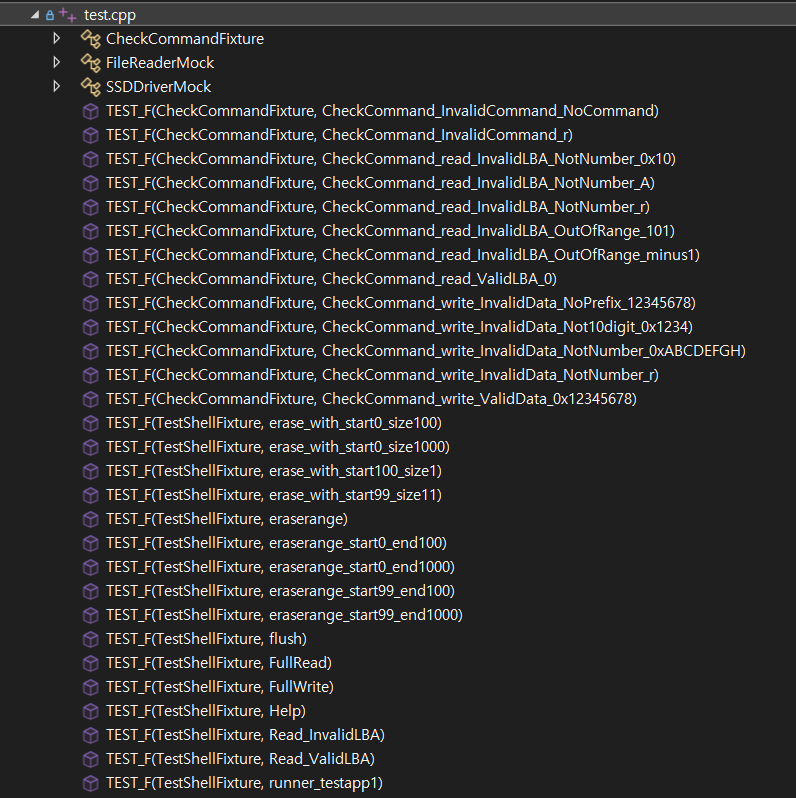 test.cpp
CheckCommandFixture
FileReaderMock
SSDDriverMock
TEST_F(CheckCommandFixture, CheckCommand_InvalidCommand_NoCommand)
TEST_F(CheckCommandFixture, CheckCommand_InvalidCommand_r)
TEST_F(CheckCommandFixture, CheckCommand_read_InvalidLBA_NotNumber_0x10)
TEST_F(CheckCommandFixture, CheckCommand_read_InvalidLBA_NotNumber_A)
TEST_F(CheckCommandFixture, CheckCommand_read_InvalidLBA_NotNumber_r)
TEST_F(CheckCommandFixture, CheckCommand_read_InvalidLBA_OutOfRange_101)
TEST_F(CheckCommandFixture, CheckCommand_read_InvalidLBA_OutOfRange_minus1)
TEST_F(CheckCommandFixture, CheckCommand_read_ValidLBA_0)
TEST_F(CheckCommandFixture, CheckCommand_write_InvalidData_NoPrefix_12345678)
TEST_F(CheckCommandFixture, CheckCommand_write_InvalidData_Not10digit_0x1234)
TEST_F(CheckCommandFixture, CheckCommand_write_InvalidData_NotNumber_0xABCDEFGH)
TEST_F(CheckCommandFixture, CheckCommand_write_InvalidData_NotNumber_r)
TEST_F(CheckCommandFixture, CheckCommand_write_ValidData_0x12345678)
TEST_F(TestShellFixture, erase_with_start0_size100)
TEST_F(TestShellFixture, erase_with_start0_size1000)
TEST_F(TestShellFixture, erase_with_start100_size1)
TEST_F(TestShellFixture, erase_with_start99_size11)
TEST_F(TestShellFixture, eraserange)
TEST_F(TestShellFixture, eraserange_start0_end100)
TEST_F(TestShellFixture, eraserange_start0_end1000)
TEST_F(TestShellFixture, eraserange_start99_end100)
TEST_F(TestShellFixture, eraserange_start99_end1000)
TEST_F(TestShellFixture, flush)
TEST_F(TestShellFixture, FullRead)
TEST_F(TestShellFixture, FullWrite)
TEST_F(TestShellFixture, Help)
TEST_F(TestShellFixture, Read_InvalidLBA)
TEST_F(TestShellFixture, Read_ValidLBA)
TEST_F(TestShellFixture, runner_testapp1)